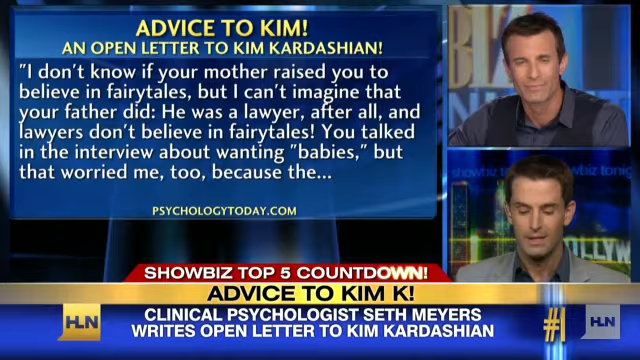 ADVICE TO KIM!
AN OPEN LETTER TO KIM KARDASHIAN!
"I don't know if your mother raised you to
believe in fairytales, but I can't imagine that
your father did: He was a lawyer, after all, and
lawyers don't believe in fairytales! You talked
in the interview about wanting "babies," but
that worried me, too, because the...
PSYCHOLOGYTODAY.COM
showbiz tonig
HOLLYW
SHOWBIZ TOP 5 COUNTDOWN!
ADVICE TO KIM K!
HLN
CLINICAL PSYCHOLOGIST SETH MEYERS
WRITES OPEN LETTER TO KIM KARDASHIAN
#1
HLN